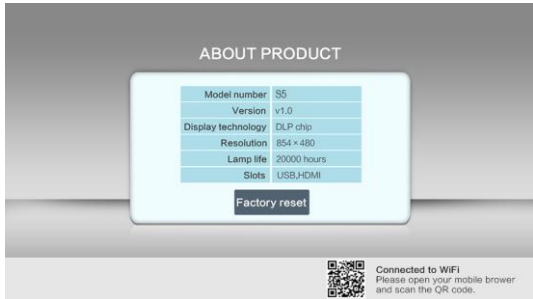 ABOUT PRODUCT
Model number S5
Version v1.0
Display technology DLP chip
Resolution 854×480
Lamp life 20000 hours
Slots USB,HDMI
Factory reset
Connected to WiFi
Please open your mobile brower
and scan the QR code.